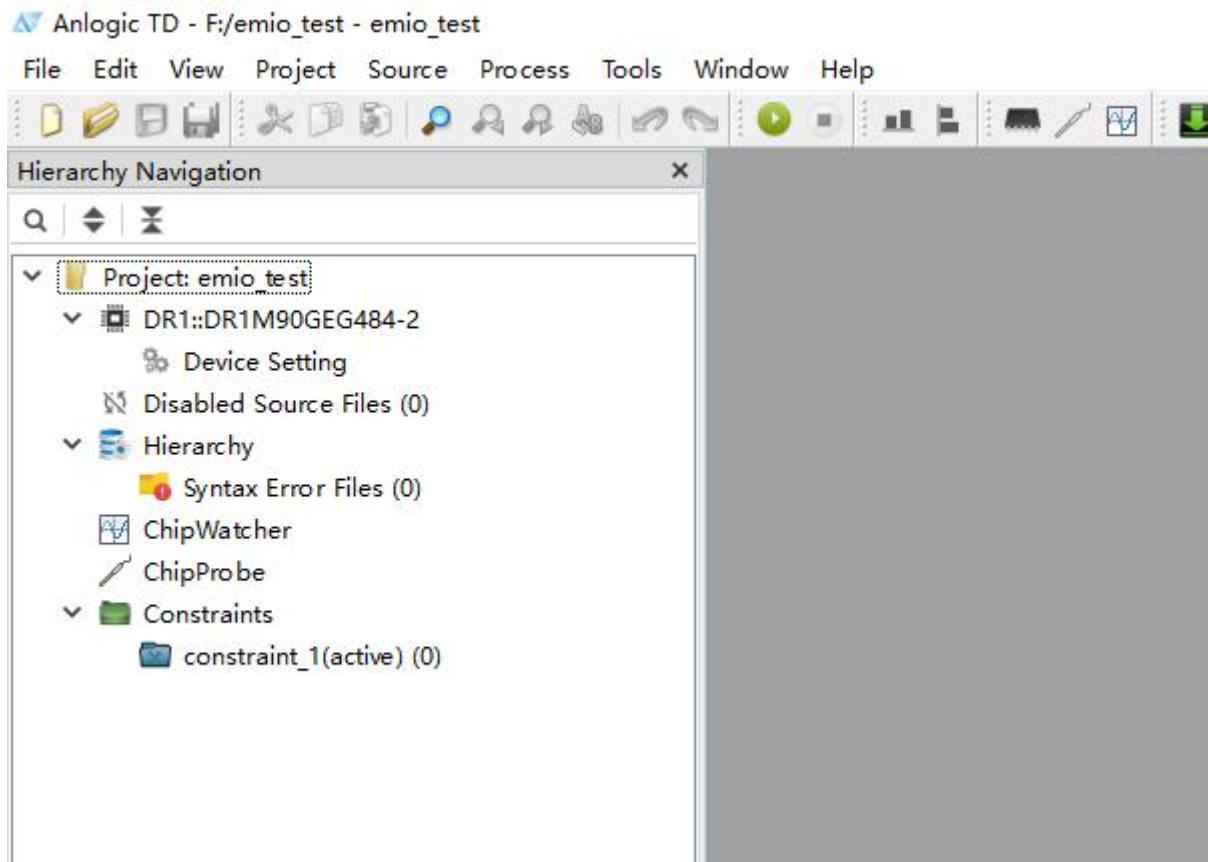 Anlogic TD - F:/emio_test - emio_test
File Edit View Project Source Process Tools Window Help
Hierarchy Navigation
Project: emio_test
DR1::DR1M90GEG484-2
Device Setting
Disabled Source Files (0)
Hierarchy
Syntax Error Files (0)
ChipWatcher
ChipProbe
Constraints
constraint_1(active) (0)